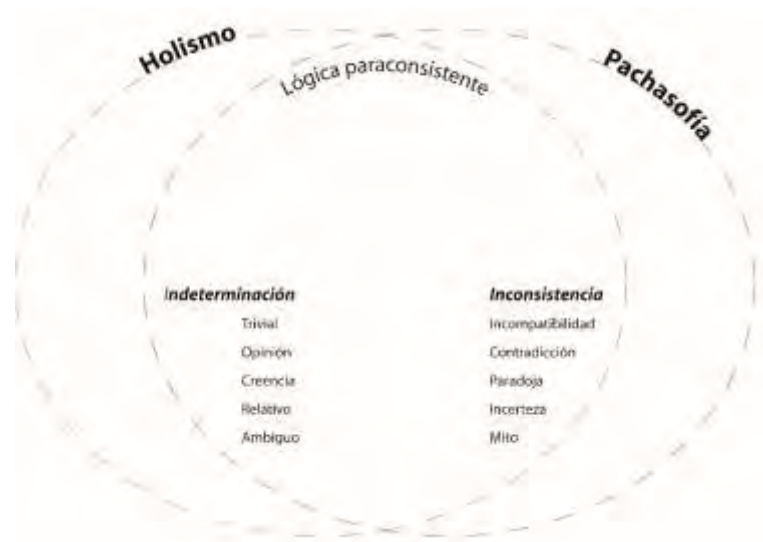 Holismo
Pachasofía
Lógica paraconsistente
Indeterminación
Trivial
Opinión
Creencia
Relativo
Ambiguo
Inconsistencia
Incompatibilidad
Contradicción
Paradoja
Incerteza
Mito